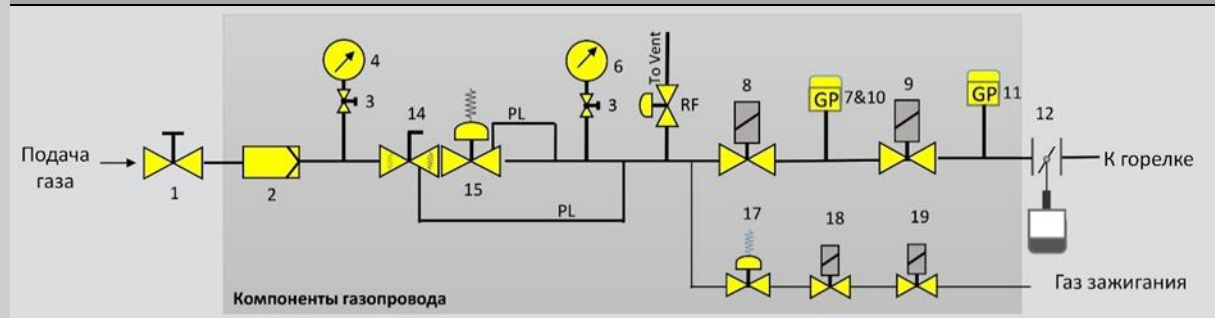 To Vent
4
6
8
9
GP
11
GP
7&10
3
14
PL
3
RF
12
Подача
газа
К горелке
1
2
15
PL
17
18
19
Газ зажигания
Компоненты газопровода